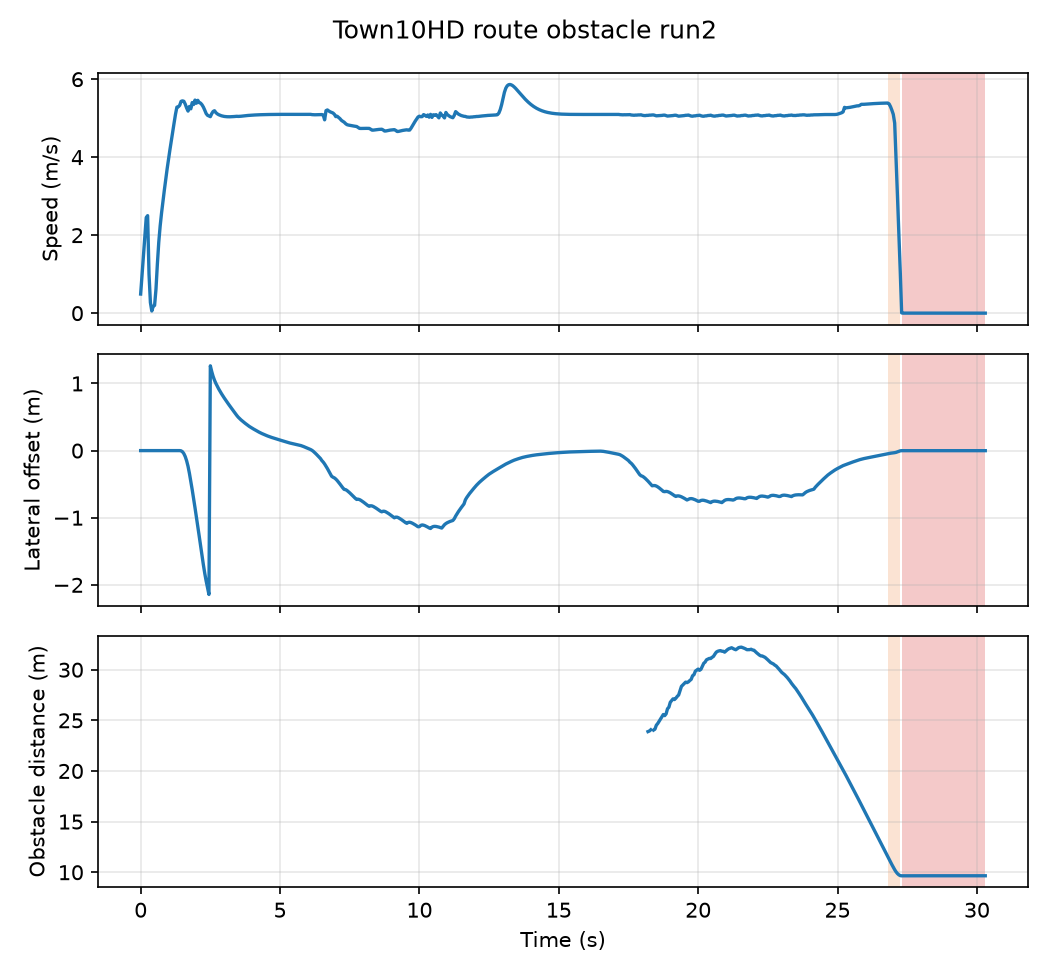 Town10HD route obstacle run2
6
4
2
0
Speed (m/s)
1
0
−1
−2
Lateral offset (m)
30
25
20
15
10
Obstacle distance (m)
0 5 10 15 20 25 30
Time (s)